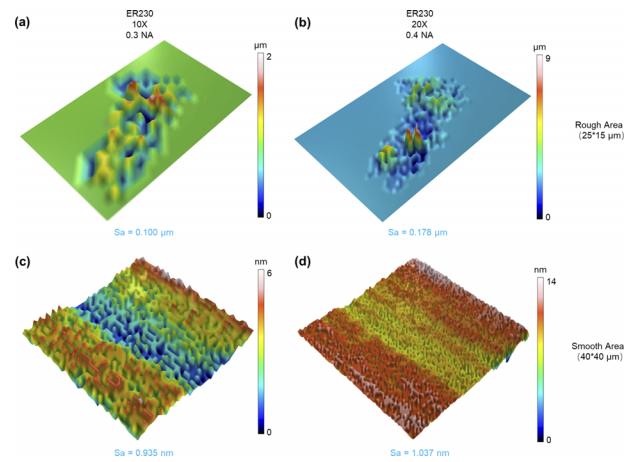 (a)
ER230
10X
0.3 NA
µm
2
0
Sa = 0.100 µm
(b)
ER230
20X
0.4 NA
µm
9
0
Sa = 0.178 µm
Rough Area
(25*15 µm)
(c)
nm
6
0
Sa = 0.935 nm
(d)
nm
14
0
Sa = 1.037 nm
Smooth Area
(40*40 µm)